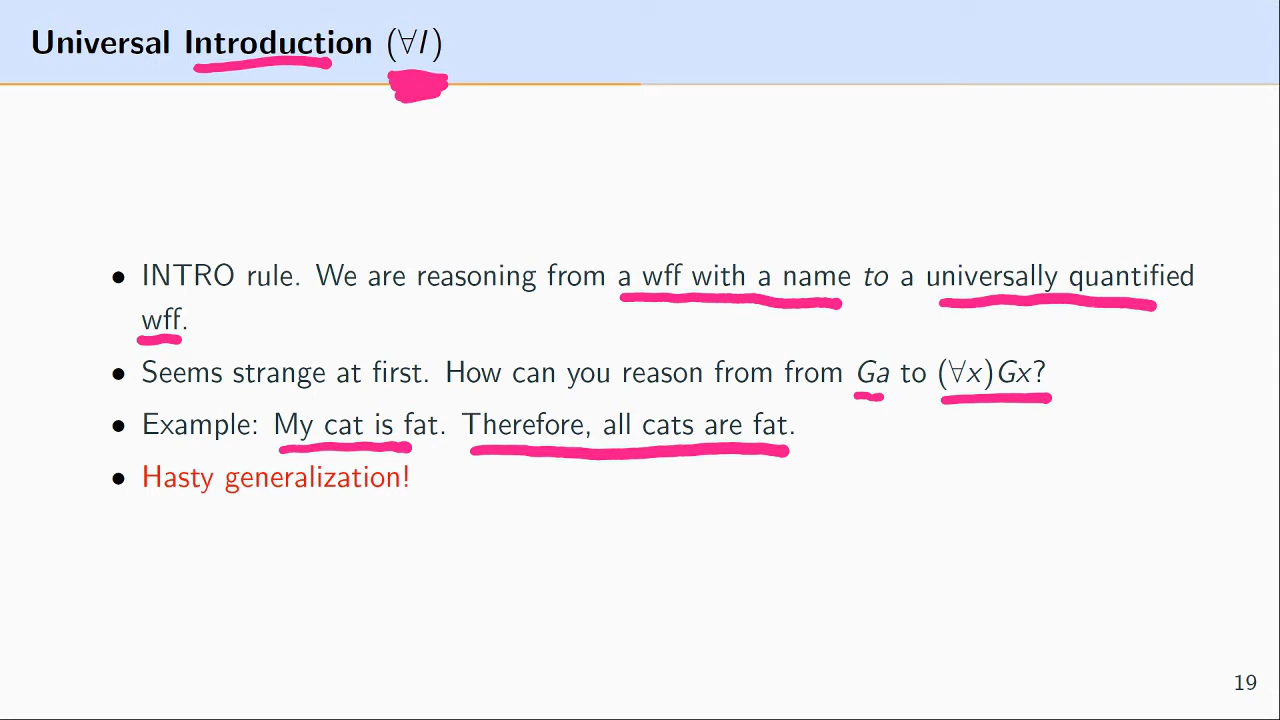 Universal Introduction (∀I)
• INTRO rule. We are reasoning from a wff with a name to a universally quantified
wff.
• Seems strange at first. How can you reason from from Ga to (∀x)Gx?
• Example: My cat is fat. Therefore, all cats are fat.
• Hasty generalization!
19